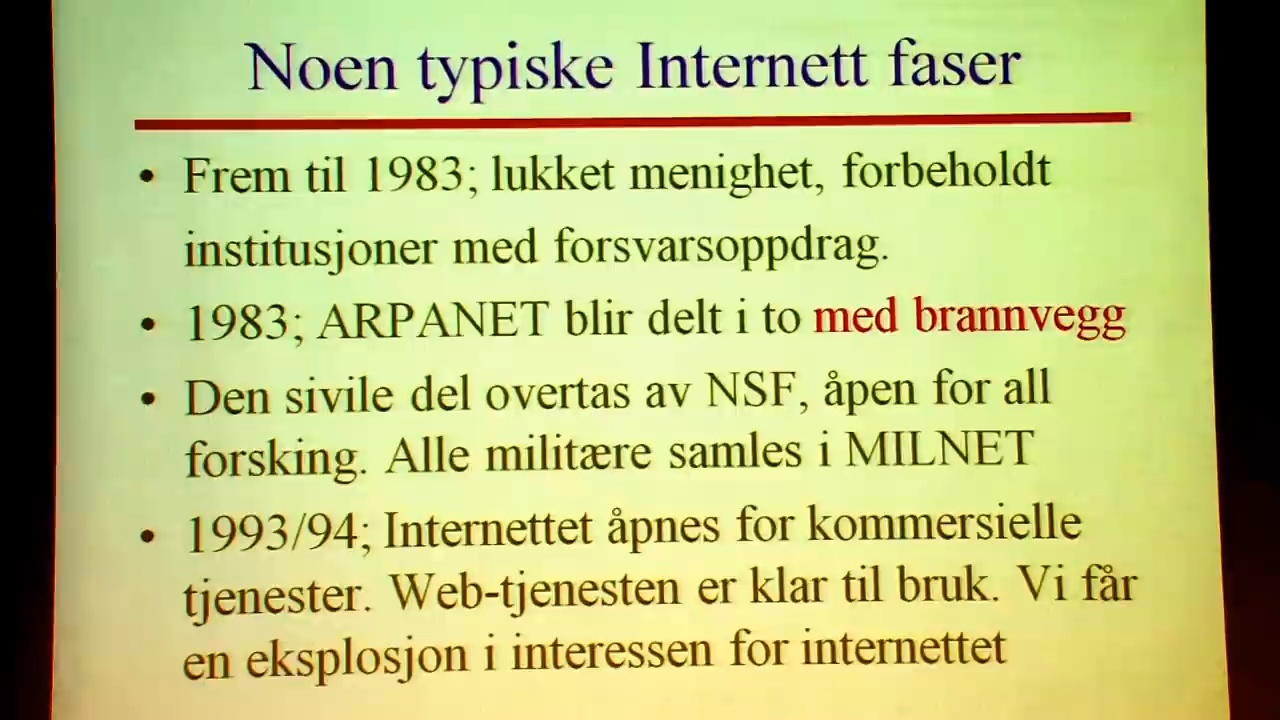 Noen typiske Internett faser
• Frem til 1983; lukket menighet, forbeholdt
institusjoner med forsvarsoppdrag.
• 1983; ARPANET blir delt i to med brannvegg
• Den sivile del overtas av NSF, åpen for all
forsking. Alle militære samles i MILNET
• 1993/94; Internettet åpnes for kommersielle
tjenester. Web-tjenesten er klar til bruk. Vi får
en eksplosjon i interessen for internettet